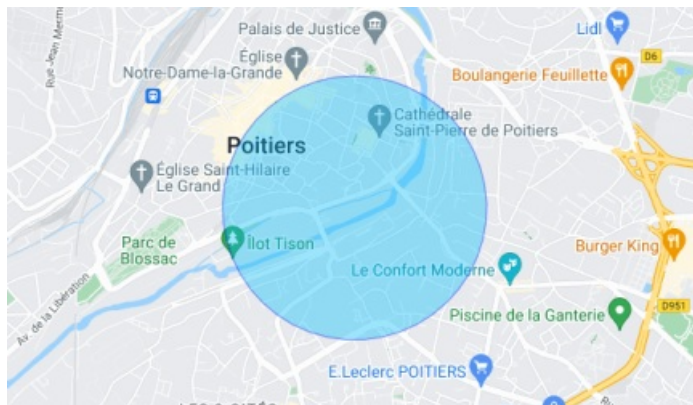 Rue Jean Mermoz
Palais de Justice
Lidl
Église
Notre-Dame-la-Grande
D6
Boulangerie Feuillette
Cathédrale
Saint-Pierre de Poitiers
Poitiers
Église Saint-Hilaire
Le Grand
Parc de
Blossac
Îlot Tison
Burger King
Le Confort Moderne
Av. de la Libération
D951
Piscine de la Ganterie
E.Leclerc POITIERS